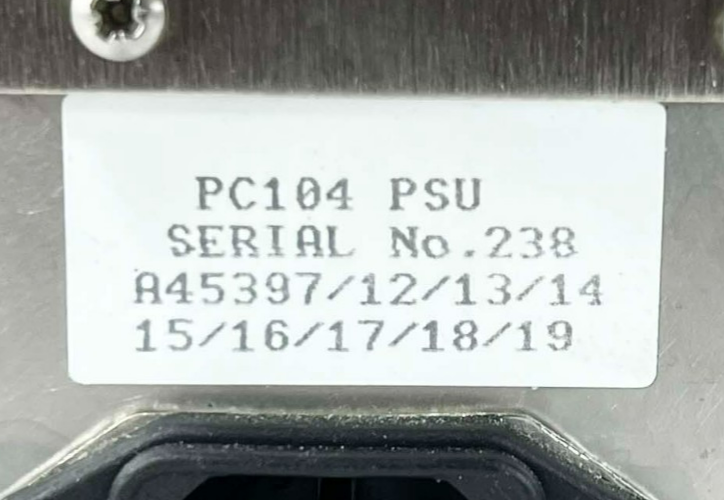 PC104 PSU
SERIAL No.238
A45397/12/13/14
15/16/17/18/19